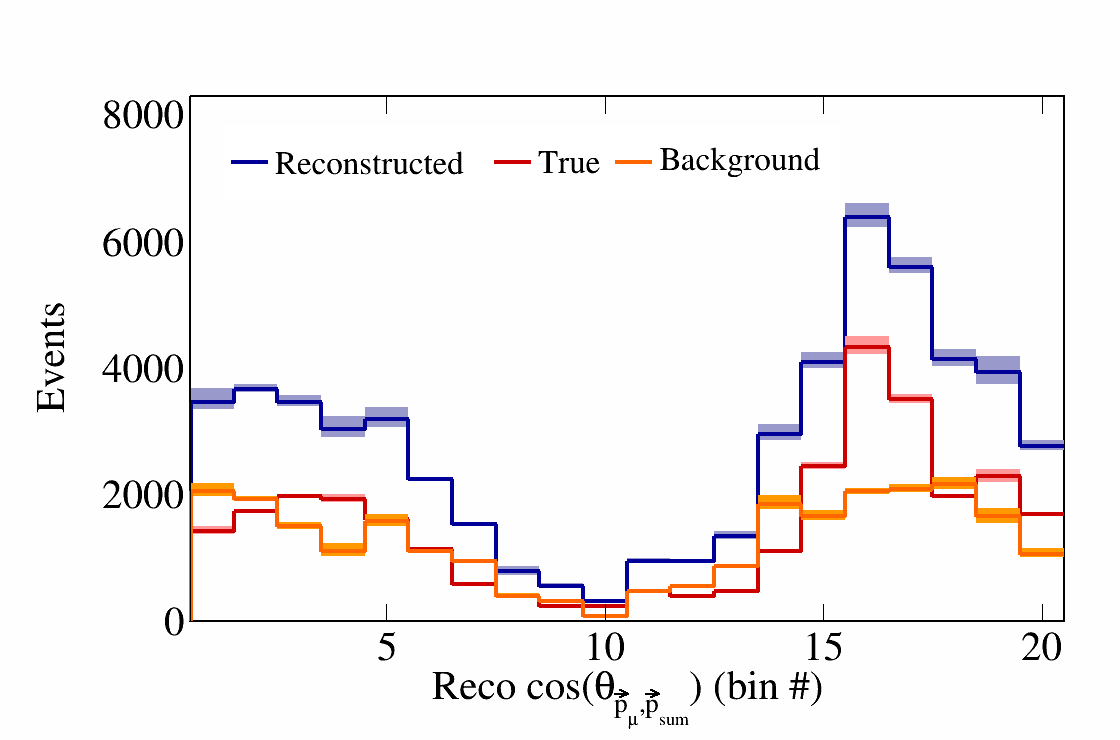 8000
Reconstructed True Background
6000
4000
2000
0
Events
5 10 15 20
Reco cos(θ p⃗μ,p⃗sum) (bin #)